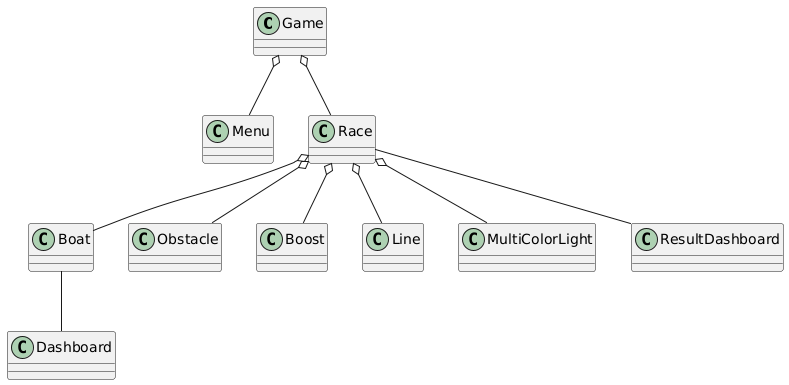 C Game
C Menu
C Race
C Boat
C Obstacle
C Boost
C Line
C MultiColorLight
C ResultDashboard
C Dashboard